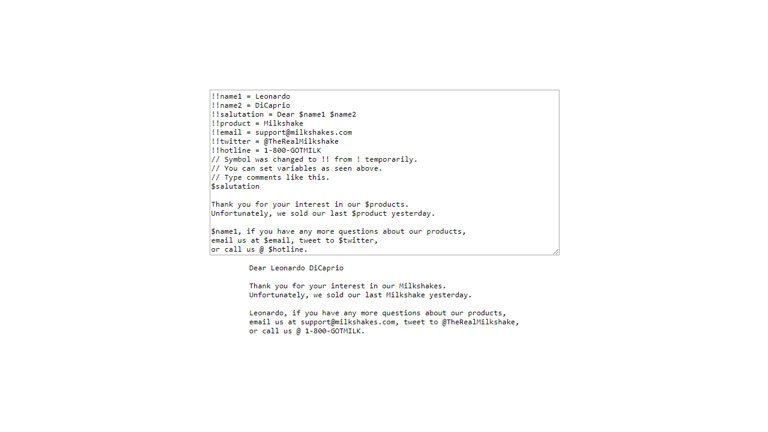 !!name1 = Leonardo
!!name2 = DiCaprio
!!salutation = Dear $name1 $name2
!!product = Milkshake
!!email = support@milkshakes.com
!!twitter = @TheRealMilkshake
!!hotline = 1-800-GOTMILK
// Symbol was changed to !! from ! temporarily.
// You can set variables as seen above.
// Type comments like this.
$salutation

Thank you for your interest in our $products.
Unfortunately, we sold our last $product yesterday.

$name1, if you have any more questions about our products,
email us at $email, tweet to $twitter,
or call us @ $hotline.

Dear Leonardo DiCaprio

Thank you for your interest in our Milkshakes.
Unfortunately, we sold our last Milkshake yesterday.

Leonardo, if you have any more questions about our products,
email us at support@milkshakes.com, tweet to @TheRealMilkshake,
or call us @ 1-800-GOTMILK.